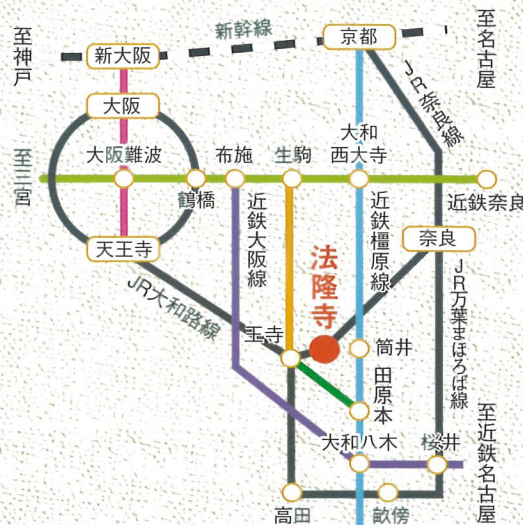 至神戸
新幹線
至名古屋
新大阪
京都
大阪
JR奈良線
至三宮
大阪難波
鶴橋
布施
生駒
大和
西大寺
近鉄奈良
近鉄大阪線
近鉄橿原線
奈良
天王寺
JR大和路線
法隆寺
JR万葉まほろば線
王寺
筒井
田原本
大和八木
桜井
至近鉄名古屋
高田
畝傍